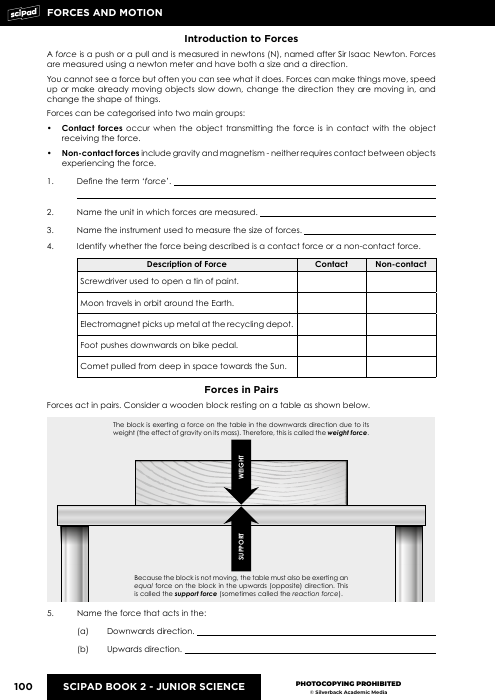 scipad FORCES AND MOTION
Introduction to Forces
A force is a push or a pull and is measured in newtons (N), named after Sir Isaac Newton. Forces
are measured using a newton meter and have both a size and a direction.
You cannot see a force but often you can see what it does. Forces can make things move, speed
up or make already moving objects slow down, change the direction they are moving in, and
change the shape of things.
Forces can be categorised into two main groups:
• Contact forces occur when the object transmitting the force is in contact with the object
receiving the force.
• Non-contact forces include gravity and magnetism - neither requires contact between objects
experiencing the force.
1. Define the term ‘force’.
2. Name the unit in which forces are measured.
3. Name the instrument used to measure the size of forces.
4. Identify whether the force being described is a contact force or a non-contact force.
Description of Force Contact Non-contact
Screwdriver used to open a tin of paint.
Moon travels in orbit around the Earth.
Electromagnet picks up metal at the recycling depot.
Foot pushes downwards on bike pedal.
Comet pulled from deep in space towards the Sun.
Forces in Pairs
Forces act in pairs. Consider a wooden block resting on a table as shown below.
The block is exerting a force on the table in the downwards direction due to its
weight (the effect of gravity on its mass). Therefore, this is called the weight force.
WEIGHT
SUPPORT
Because the block is not moving, the table must also be exerting an
equal force on the block in the upwards (opposite) direction. This
is called the support force (sometimes called the reaction force).
5. Name the force that acts in the:
(a) Downwards direction.
(b) Upwards direction.
100 SCIPAD BOOK 2 - JUNIOR SCIENCE
PHOTOCOPYING PROHIBITED
© Silverback Academic Media